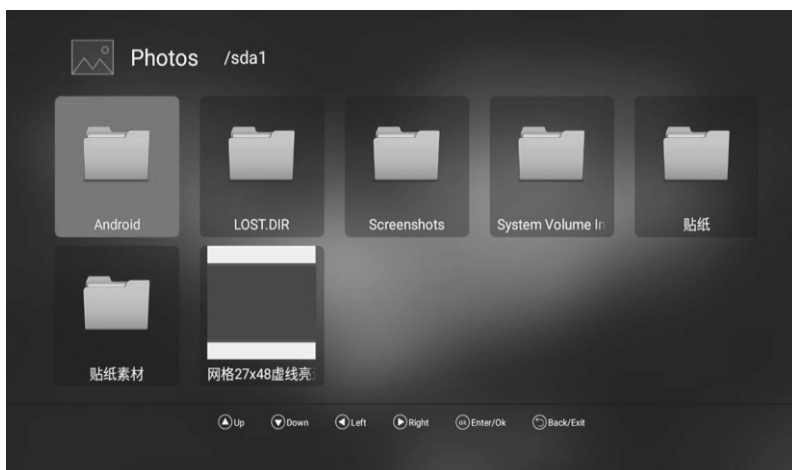 Photos /sda1
Android LOST.DIR Screenshots System Volume In 贴纸
贴纸素材 网格27x48虚线亮
Up Down Left Right ok Enter/Ok Back/Exit